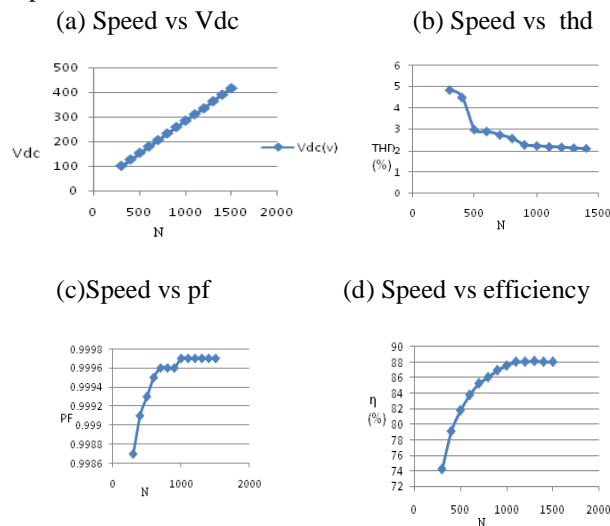 (a) Speed vs Vdc
500
400
300
200
100
0
Vdc
0 500 1000 1500 2000
N
Vdc(v)
(b) Speed vs thd
6
5
4
3
2
1
0
THD
(%)
0 500 1000 1500
N
(c)Speed vs pf
0.9998
0.9996
0.9994
0.9992
0.999
0.9988
0.9986
PF
0 1000 2000
N
(d) Speed vs efficiency
90
88
86
84
82
80
78
76
74
72
η
(%)
0 500 1000 1500 2000
N